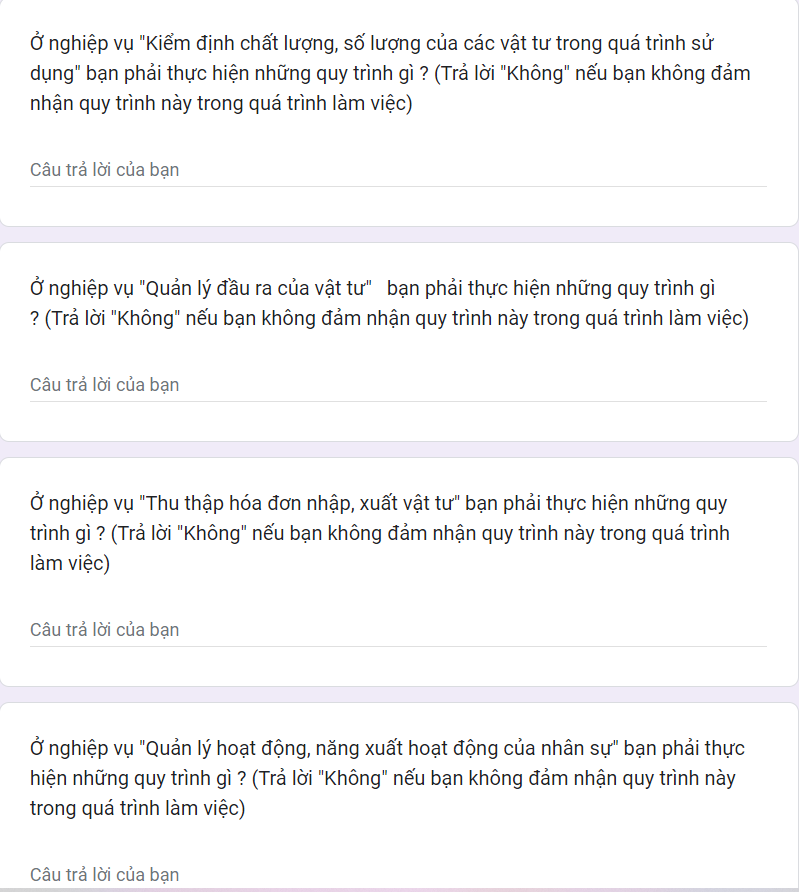 Ở nghiệp vụ "Kiểm định chất lượng, số lượng của các vật tư trong quá trình sử
dụng" bạn phải thực hiện những quy trình gì ? (Trả lời "Không" nếu bạn không đảm
nhận quy trình này trong quá trình làm việc)
Câu trả lời của bạn
Ở nghiệp vụ "Quản lý đầu ra của vật tư"   bạn phải thực hiện những quy trình gì
? (Trả lời "Không" nếu bạn không đảm nhận quy trình này trong quá trình làm việc)
Câu trả lời của bạn
Ở nghiệp vụ "Thu thập hóa đơn nhập, xuất vật tư" bạn phải thực hiện những quy
trình gì ? (Trả lời "Không" nếu bạn không đảm nhận quy trình này trong quá trình
làm việc)
Câu trả lời của bạn
Ở nghiệp vụ "Quản lý hoạt động, năng xuất hoạt động của nhân sự" bạn phải thực
hiện những quy trình gì ? (Trả lời "Không" nếu bạn không đảm nhận quy trình này
trong quá trình làm việc)
Câu trả lời của bạn